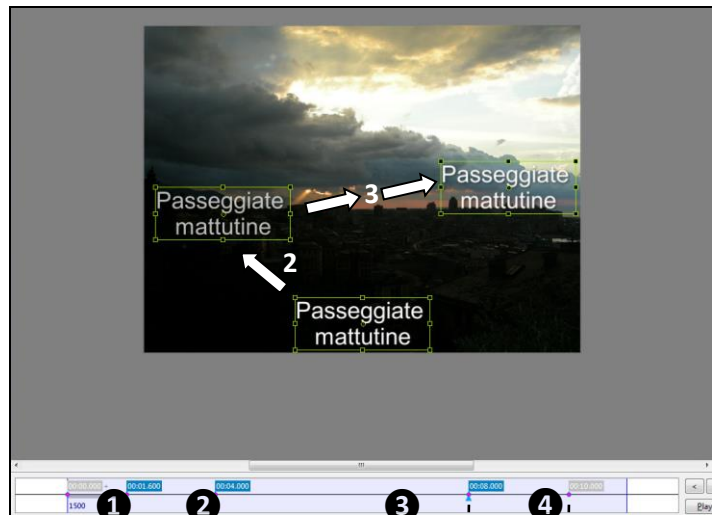 Passeggiate
mattutine
3
Passeggiate
mattutine
2
Passeggiate
mattutine
00:00.000
00:01.600
00:04.000
00:08.000
00:10.000
1
2
3
4
1500
<
Play